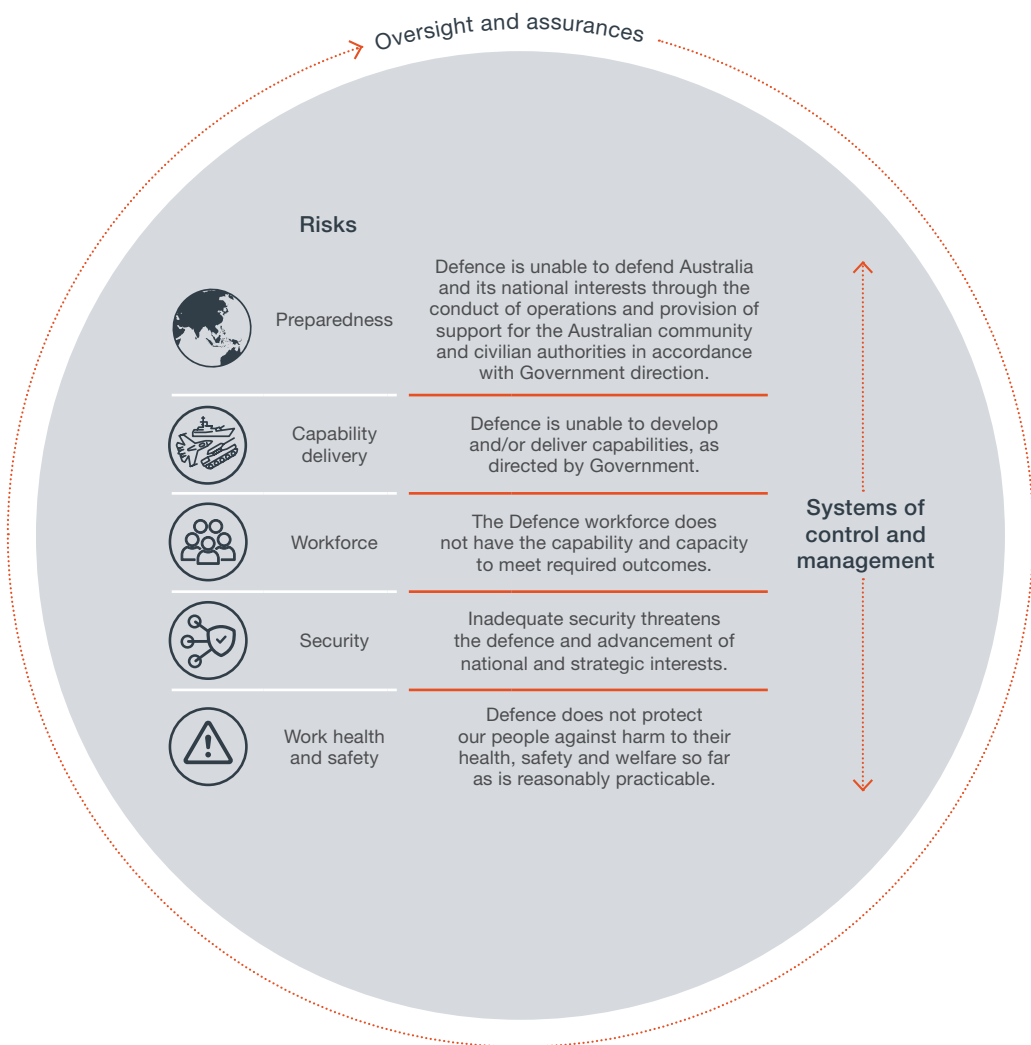 Oversight and assurances
Risks
Preparedness
Defence is unable to defend Australia
and its national interests through the
conduct of operations and provision of
support for the Australian community
and civilian authorities in accordance
with Government direction.
Capability
delivery
Defence is unable to develop
and/or deliver capabilities, as
directed by Government.
Workforce
The Defence workforce does
not have the capability and capacity
to meet required outcomes.
Security
Inadequate security threatens
the defence and advancement of
national and strategic interests.
Work health
and safety
Defence does not protect
our people against harm to their
health, safety and welfare so far
as is reasonably practicable.
Systems of
control and
management